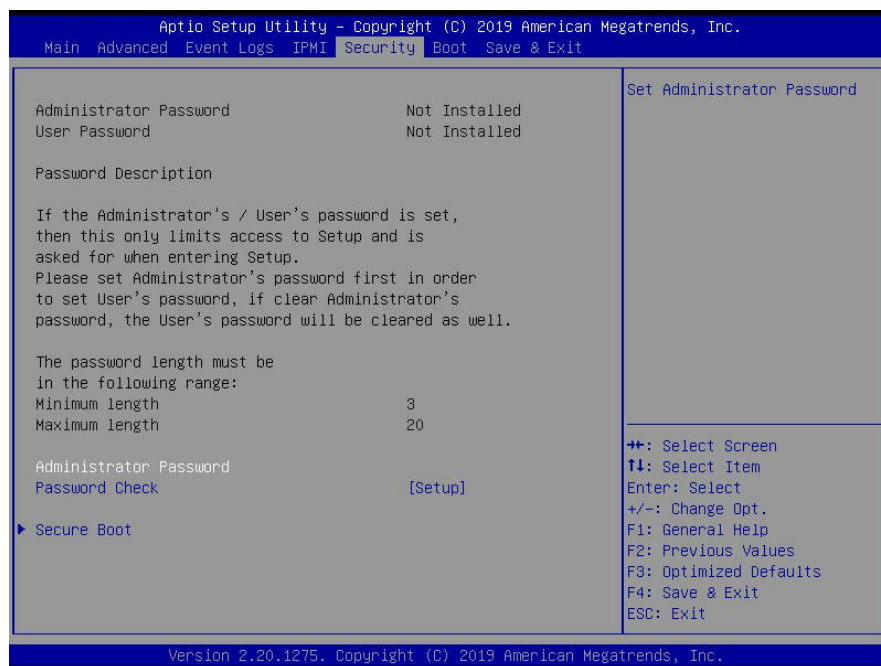 Aptio Setup Utility – Copyright (C) 2019 American Megatrends, Inc.
Main Advanced Event Logs IPMI Security Boot Save & Exit
Administrator Password Not Installed
User Password Not Installed
Password Description
If the Administrator's / User's password is set,
then this only limits access to Setup and is
asked for when entering Setup.
Please set Administrator's password first in order
to set User's password, if clear Administrator's
password, the User's password will be cleared as well.
The password length must be
in the following range:
Minimum length 3
Maximum length 20
Administrator Password
Password Check [Setup]
Secure Boot
Set Administrator Password
→←: Select Screen
↑↓: Select Item
Enter: Select
+/-: Change Opt.
F1: General Help
F2: Previous Values
F3: Optimized Defaults
F4: Save & Exit
ESC: Exit
Version 2.20.1275. Copyright (C) 2019 American Megatrends, Inc.